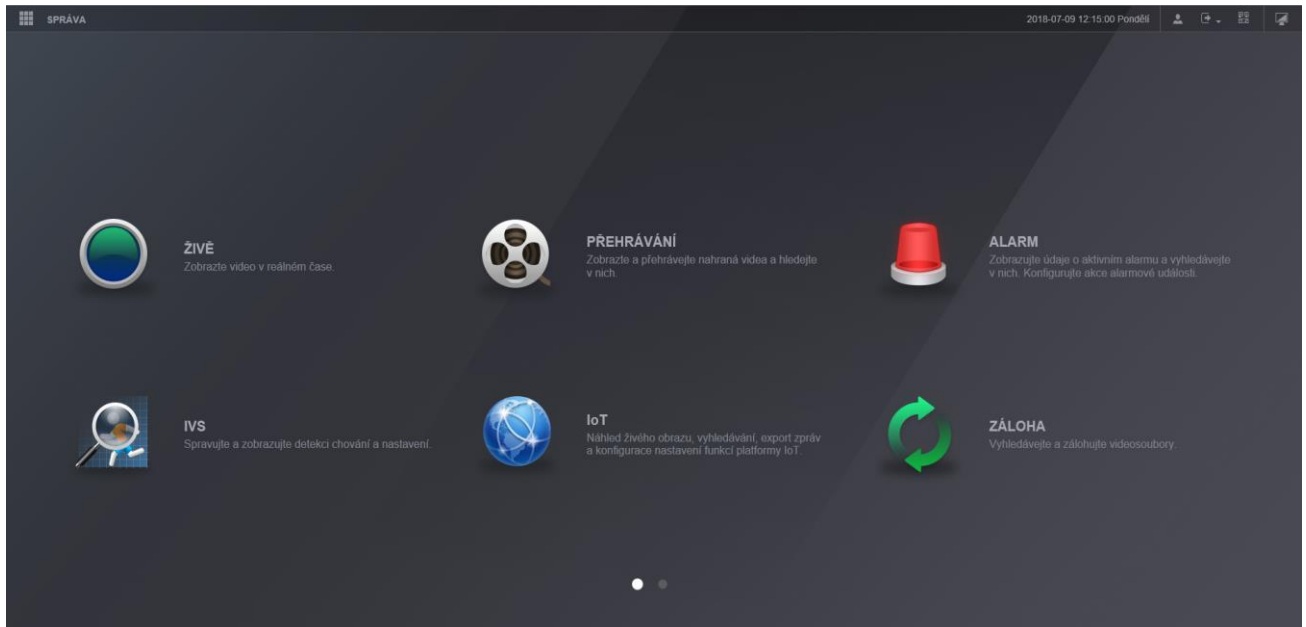 SPRÁVA
2018-07-09 12:15:00 Pondělí
ŽIVĚ
Zobrazte video v reálném čase.
PŘEHRÁVÁNÍ
Zobrazte a přehrávejte nahraná videa a hledejte
v nich.
ALARM
Zobrazujte údaje o aktivním alarmu a vyhledávejte
v nich. Konfigurujte akce alarmové události.
IVS
Spravujte a zobrazujte detekci chování a nastavení.
IoT
Náhled živého obrazu, vyhledávání, export zpráv
a konfigurace nastavení funkcí platformy IoT.
ZÁLOHA
Vyhledávejte a zálohujte videosoubory.